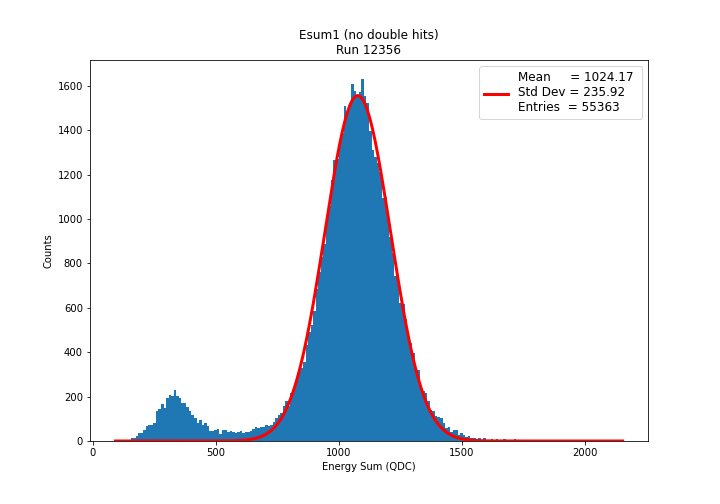 Esum1 (no double hits)
Run 12356
Mean = 1024.17
Std Dev = 235.92
Entries = 55363
Counts
1600
1400
1200
1000
800
600
400
200
0
0 500 1000 1500 2000
Energy Sum (QDC)